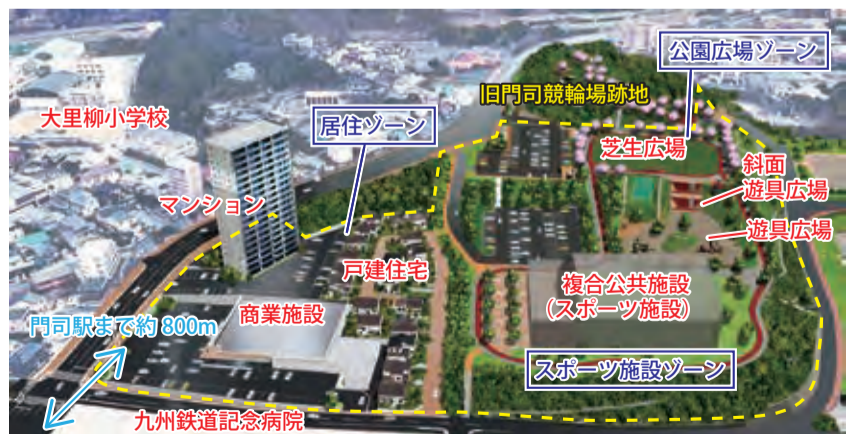 公園広場ゾーン
旧門司競輪場跡地
大里柳小学校
居住ゾーン
芝生広場
斜面
遊具広場
マンション
遊具広場
戸建住宅
複合公共施設
(スポーツ施設)
商業施設
門司駅まで約 800m
スポーツ施設ゾーン
九州鉄道記念病院